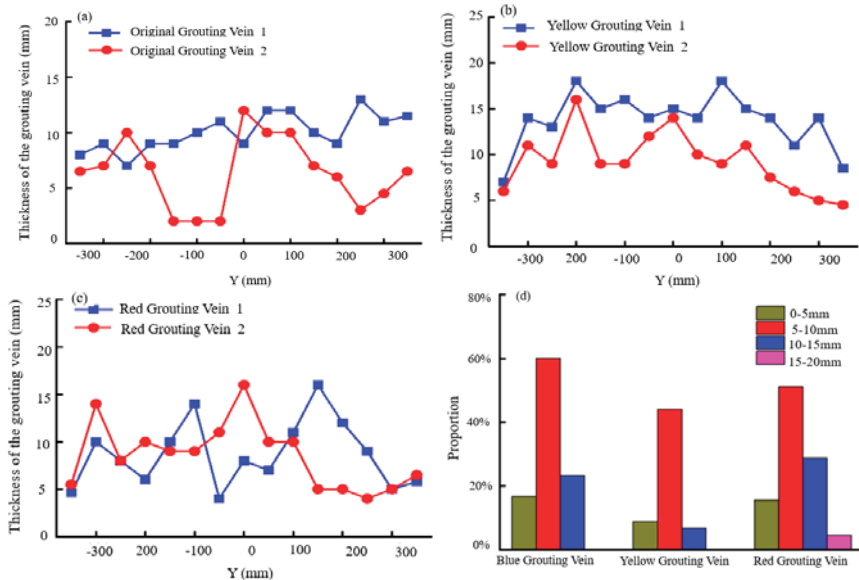 (a)
Original Grouting Vein 1
Original Grouting Vein 2
Thickness of the grouting vein (mm)
20
15
10
5
0
-300 -200 -100 0 100 200 300
Y (mm)
(b)
Yellow Grouting Vein 1
Yellow Grouting Vein 2
Thickness of the grouting vein (mm)
25
20
15
10
5
0
-300 200 -100 0 100 200 300
Y (mm)
(c)
Red Grouting Vein 1
Red Grouting Vein 2
Thickness of the grouting vein (mm)
25
20
15
10
5
0
-300 -200 -100 0 100 200 300
Y (mm)
(d)
0-5mm
5-10mm
10-15mm
15-20mm
Proportion
80%
60%
40%
20%
0%
Blue Grouting Vein Yellow Grouting Vein Red Grouting Vein